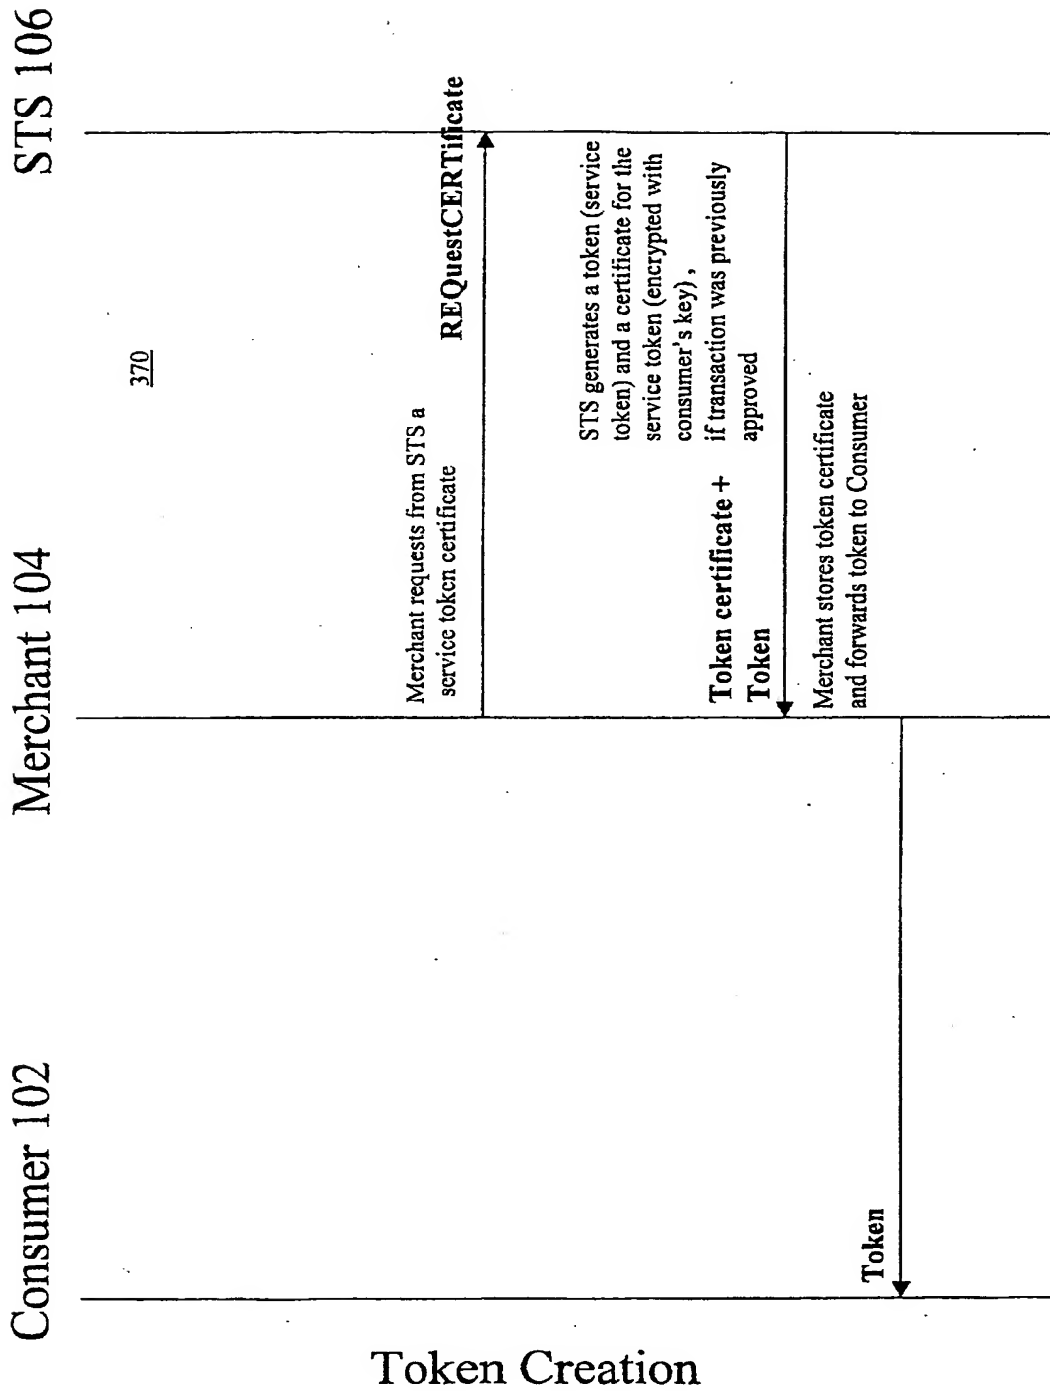 Consumer 102
Merchant 104
STS 106
370
Merchant requests from STS a
service token certificate
REQuestCERTificate
STS generates a token (service
token) and a certificate for the
service token (encrypted with
consumer's key),
if transaction was previously
approved
Token certificate +
Token
Merchant stores token certificate
and forwards token to Consumer
Token
Token Creation